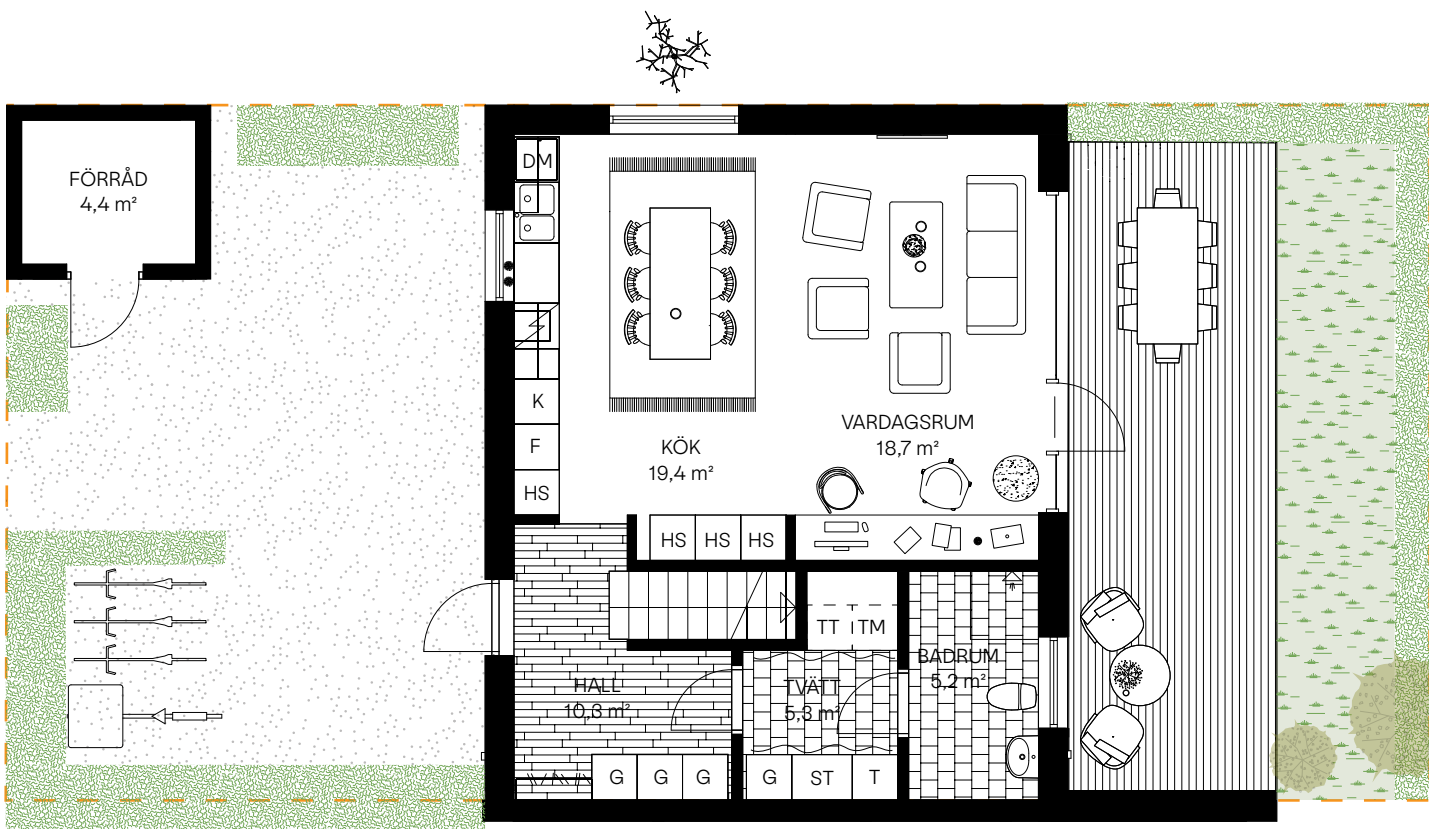 DM
FÖRRÅD
4,4 m²
K
VARDAGSRUM
18,7 m²
F
KÖK
19,4 m²
HS
HS HS HS
TT TM
BADRUM
5,2 m²
HALL
10,3 m²
TVÄTT
5,3 m²
G G G G ST T